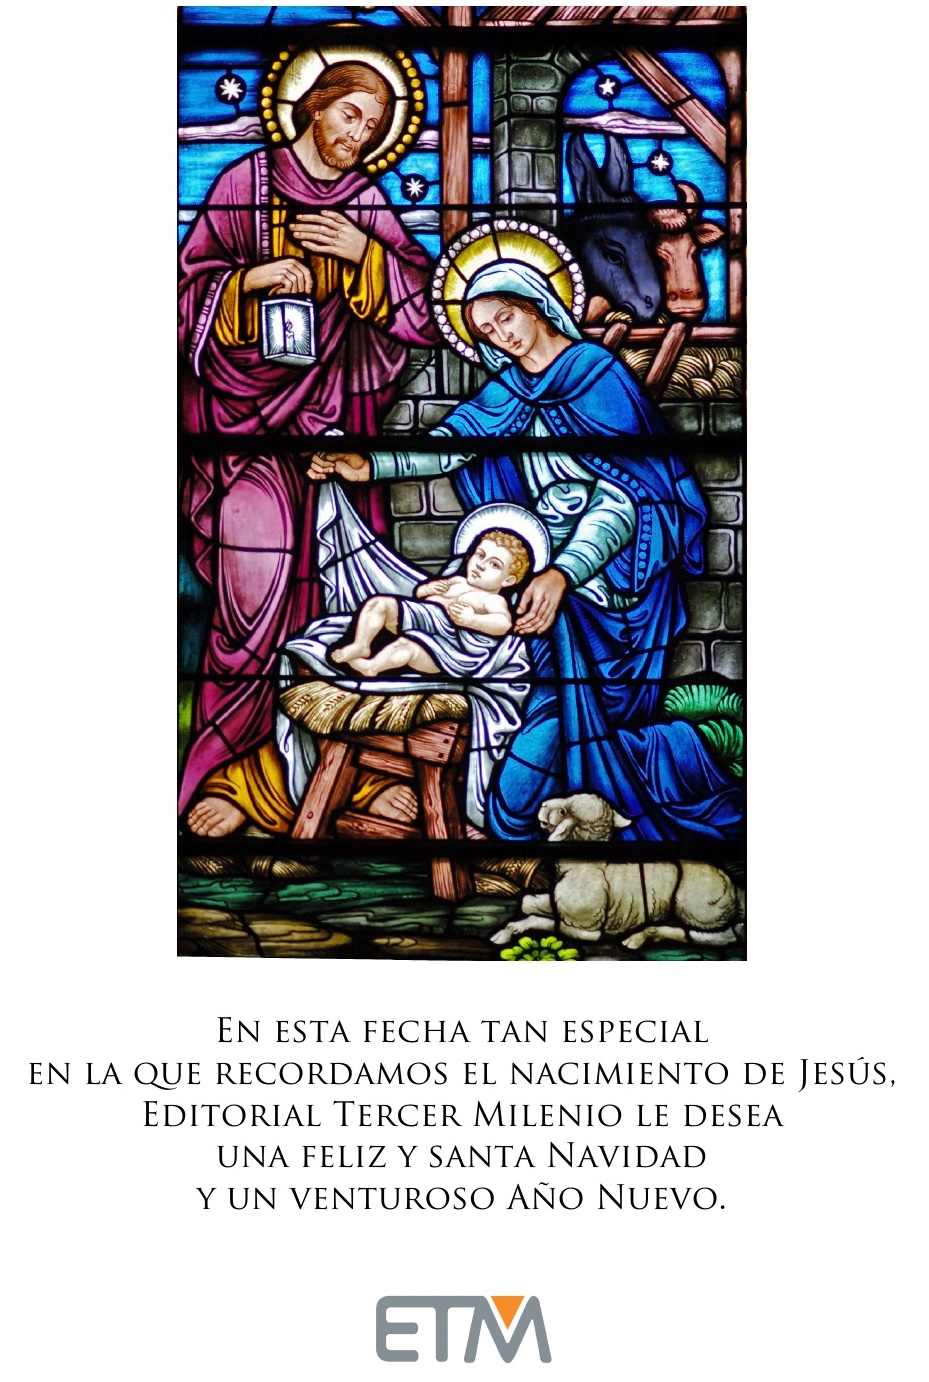 En esta fecha tan especial
en la que recordamos el nacimiento de Jesús,
Editorial Tercer Milenio le desea
una feliz y santa Navidad
y un venturoso Año Nuevo.
ETM